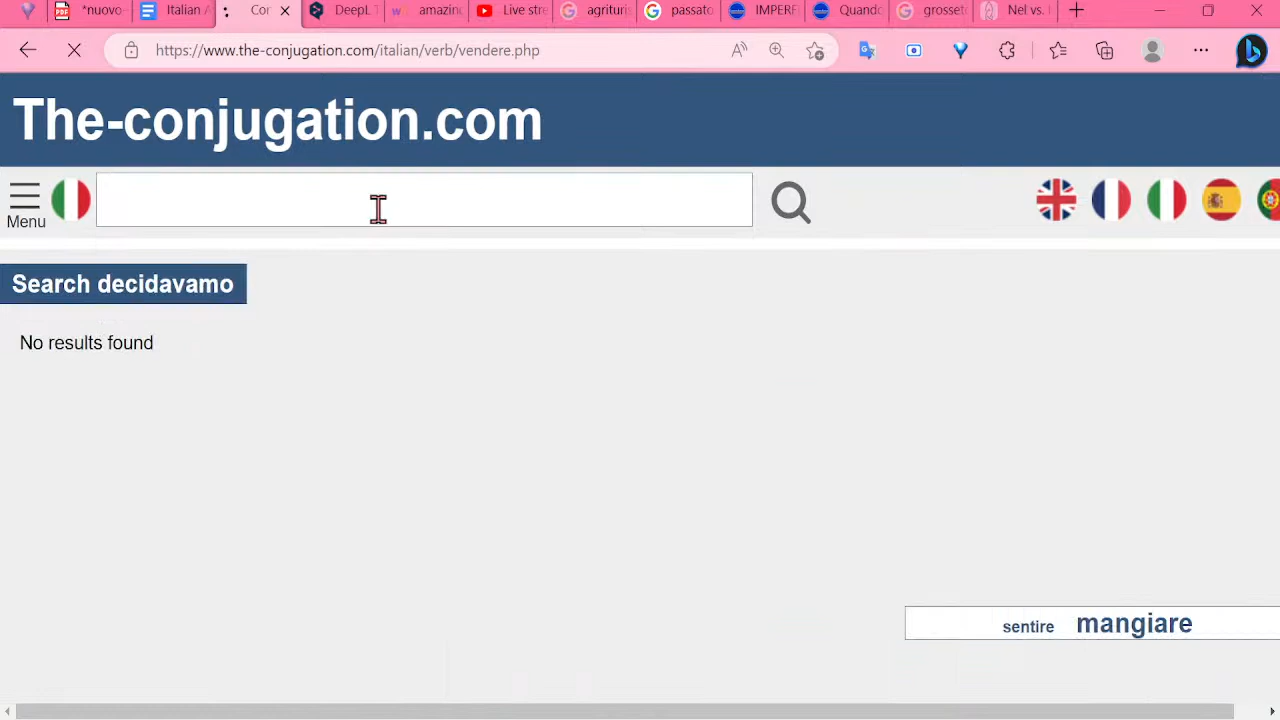 *nuovo-
Italian A
Cor
DeepL T
amazing
Live stre
agrituris
passato
IMPERF
Quando
grosset
Nel vs. I
https://www.the-conjugation.com/italian/verb/vendere.php
The-conjugation.com
Menu
Search decidavamo
No results found
sentire mangiare